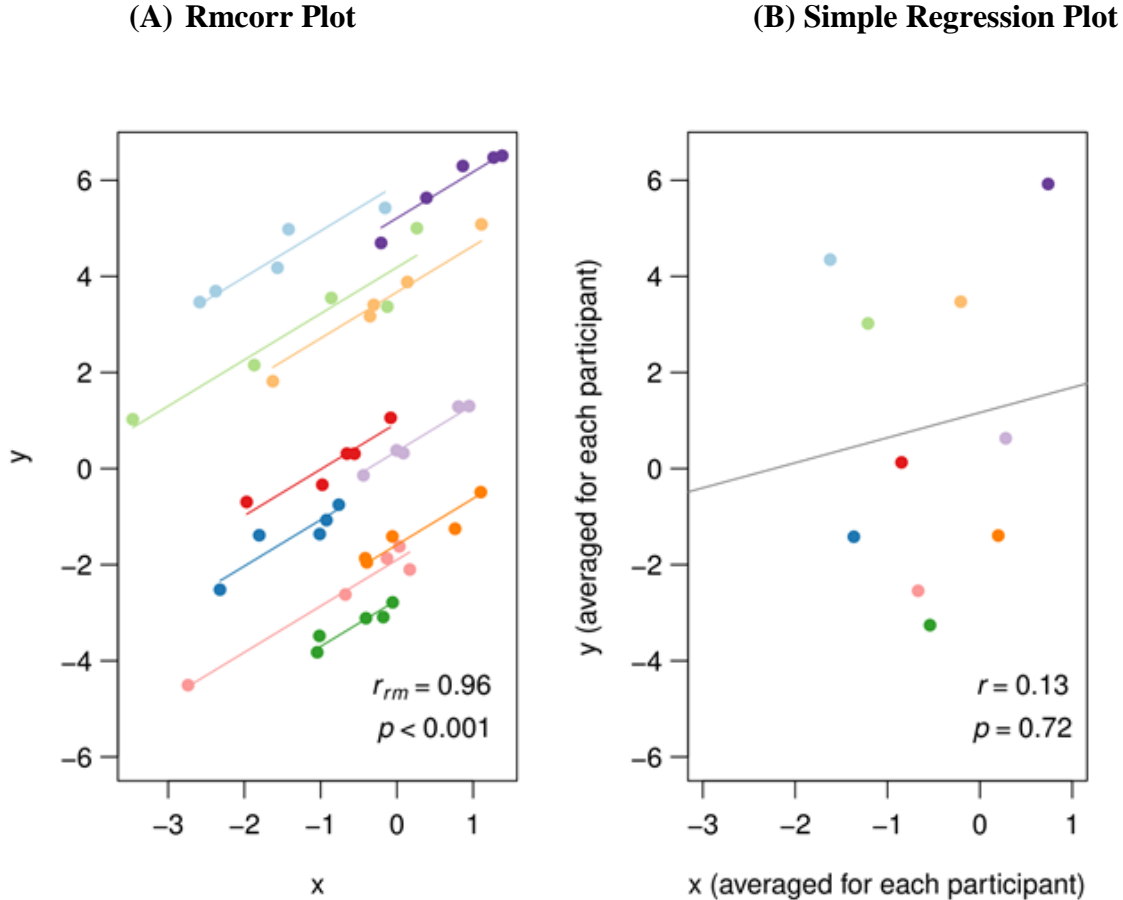 (A) Rmcorr Plot
(B) Simple Regression Plot
y
6
4
2
0
−2
−4
−6
r_rm = 0.96
p < 0.001
−3 −2 −1 0 1
x
y (averaged for each participant)
6
4
2
0
−2
−4
−6
r = 0.13
p = 0.72
−3 −2 −1 0 1
x (averaged for each participant)